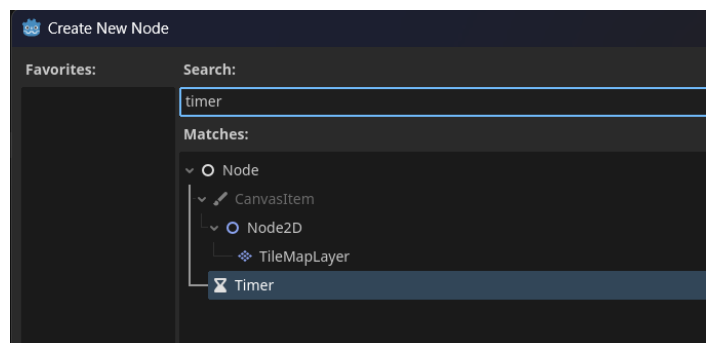 Create New Node
Favorites:
Search:
timer
Matches:
Node
CanvasItem
Node2D
TileMapLayer
Timer